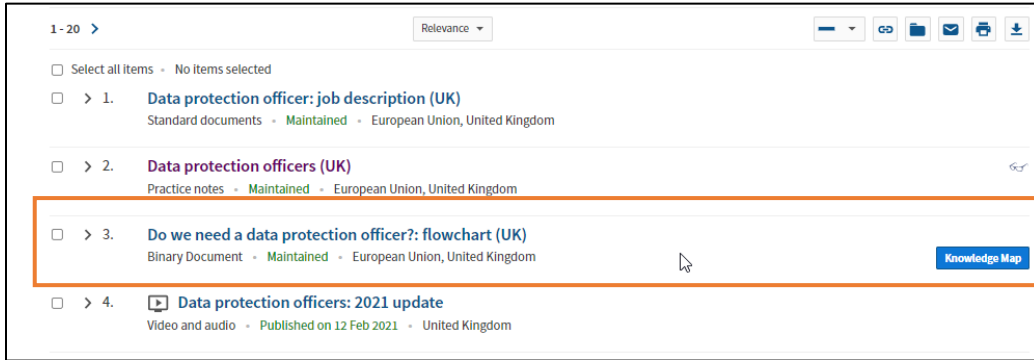 1 - 20
Relevance
Select all items • No items selected
1. Data protection officer: job description (UK)
Standard documents • Maintained • European Union, United Kingdom
2. Data protection officers (UK)
Practice notes • Maintained • European Union, United Kingdom
3. Do we need a data protection officer?: flowchart (UK)
Binary Document • Maintained • European Union, United Kingdom
Knowledge Map
4. Data protection officers: 2021 update
Video and audio • Published on 12 Feb 2021 • United Kingdom